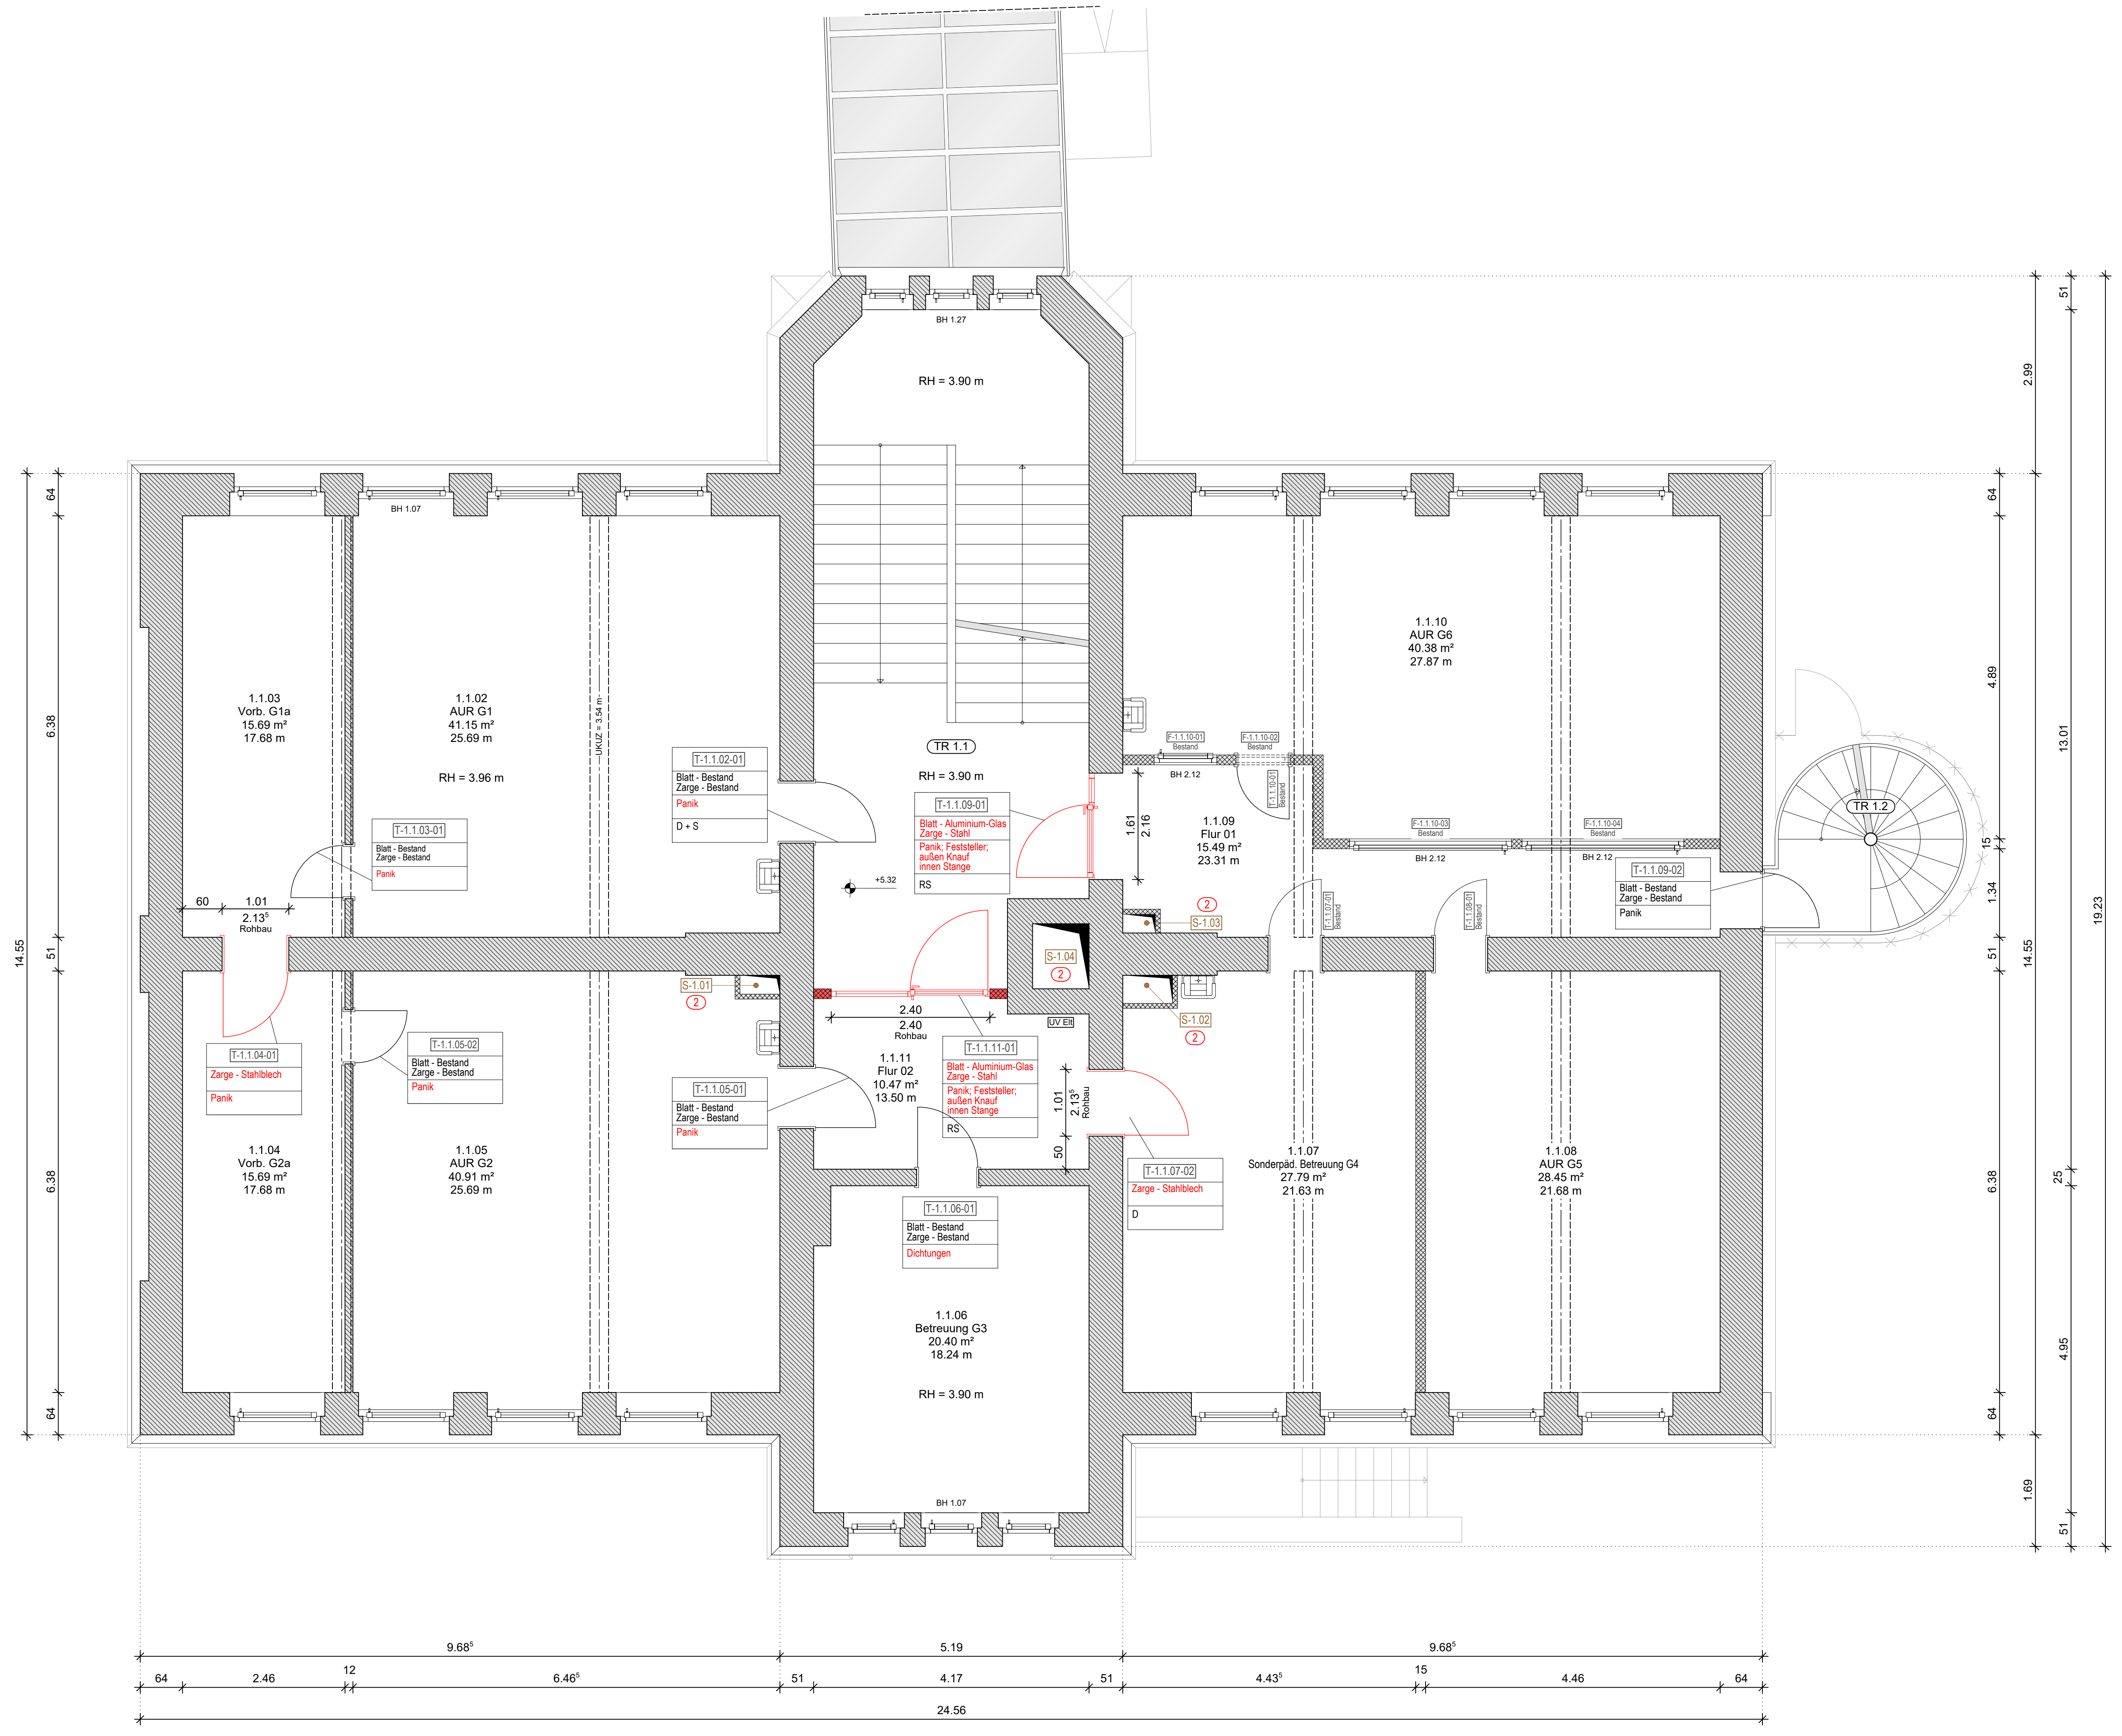 BH 1.27
RH = 3.90 m
51
2.99
64
BH 1.07
64
1.1.03
Vorb. G1a
15.69 m²
17.68 m
1.1.02
AUR G1
41.15 m²
25.69 m
RH = 3.96 m
UKUZ = 3.54 m
6.38
14.55
T-1.1.02-01
Blatt - Bestand
Zarge - Bestand
Panik
D + S
T-1.1.03-01
Blatt - Bestand
Zarge - Bestand
Panik
TR 1.1
RH = 3.90 m
T-1.1.09-01
Blatt - Aluminium-Glas
Zarge - Stahl
Panik; Feststeller;
außen Knauf
innen Stange
RS
+5.32
1.61
2.16
1.1.10
AUR G6
40.38 m²
27.87 m
F-1.1.10-01
Bestand
F-1.1.10-02
Bestand
BH 2.12
T-1.1.10-01
Bestand
1.1.09
Flur 01
15.49 m²
23.31 m
F-1.1.10-03
Bestand
F-1.1.10-04
Bestand
BH 2.12
BH 2.12
T-1.1.09-02
Blatt - Bestand
Zarge - Bestand
Panik
TR 1.2
4.89
15
1.34
51
13.01
14.55
19.23
60
1.01
2.13⁵
Rohbau
51
2
S-1.03
T-1.1.07-01
Bestand
T-1.1.08-01
Bestand
S-1.04
2
S-1.01
2
S-1.02
2
UV Elt
2.40
2.40
Rohbau
T-1.1.04-01
Zarge - Stahlblech
Panik
T-1.1.05-02
Blatt - Bestand
Zarge - Bestand
Panik
T-1.1.05-01
Blatt - Bestand
Zarge - Bestand
Panik
1.1.11
Flur 02
10.47 m²
13.50 m
T-1.1.11-01
Blatt - Aluminium-Glas
Zarge - Stahl
Panik; Feststeller;
außen Knauf
innen Stange
RS
1.01
2.13⁵
Rohbau
50
1.1.04
Vorb. G2a
15.69 m²
17.68 m
1.1.05
AUR G2
40.91 m²
25.69 m
6.38
T-1.1.07-02
Zarge - Stahlblech
D
1.1.07
Sonderpäd. Betreuung G4
27.79 m²
21.63 m
1.1.08
AUR G5
28.45 m²
21.68 m
6.38
25
T-1.1.06-01
Blatt - Bestand
Zarge - Bestand
Dichtungen
1.1.06
Betreuung G3
20.40 m²
18.24 m
RH = 3.90 m
4.95
64
64
BH 1.07
1.69
51
9.68⁵
5.19
9.68⁵
64
2.46
12
6.46⁵
51
4.17
51
4.43⁵
15
4.46
64
24.56